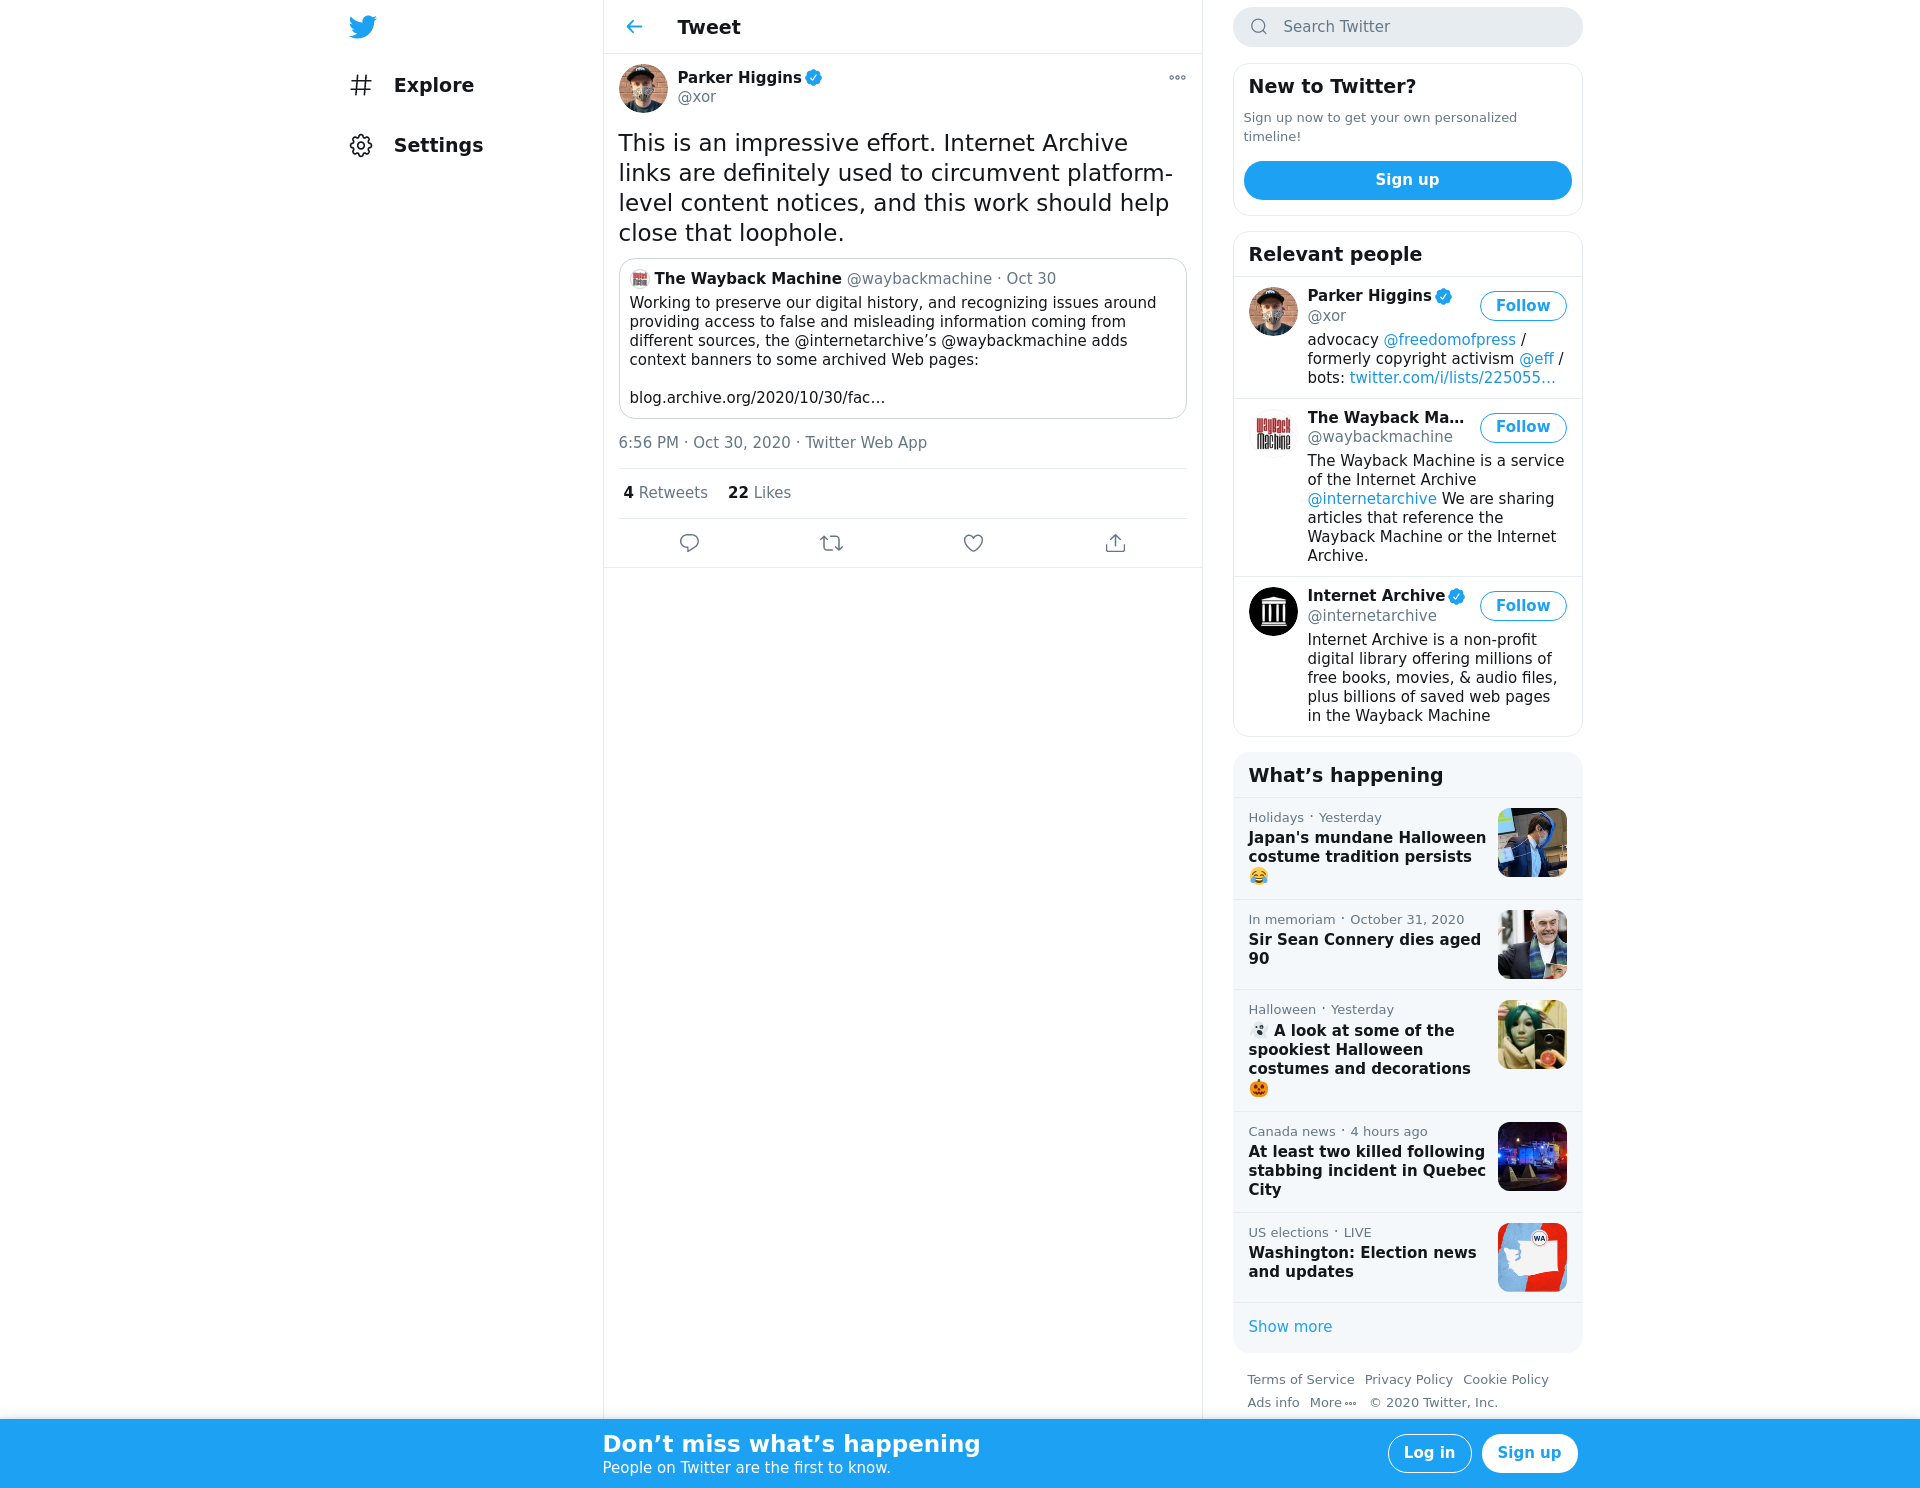 Explore
Settings
Tweet
Parker Higgins
@xor
This is an impressive effort. Internet Archive
links are definitely used to circumvent platform-
level content notices, and this work should help
close that loophole.
The Wayback Machine @waybackmachine · Oct 30
Working to preserve our digital history, and recognizing issues around
providing access to false and misleading information coming from
different sources, the @internetarchive’s @waybackmachine adds
context banners to some archived Web pages:
blog.archive.org/2020/10/30/fac…
6:56 PM · Oct 30, 2020 · Twitter Web App
4 Retweets 22 Likes
Search Twitter
New to Twitter?
Sign up now to get your own personalized
timeline!
Sign up
Relevant people
Parker Higgins
@xor
Follow
advocacy @freedomofpress /
formerly copyright activism @eff /
bots: twitter.com/i/lists/225055…
Wayback
Machine
The Wayback Ma…
@waybackmachine
Follow
The Wayback Machine is a service
of the Internet Archive
@internetarchive We are sharing
articles that reference the
Wayback Machine or the Internet
Archive.
Internet Archive
@internetarchive
Follow
Internet Archive is a non-profit
digital library offering millions of
free books, movies, & audio files,
plus billions of saved web pages
in the Wayback Machine
What’s happening
Holidays · Yesterday
Japan's mundane Halloween
costume tradition persists
😂
In memoriam · October 31, 2020
Sir Sean Connery dies aged
90
Halloween · Yesterday
👻 A look at some of the
spookiest Halloween
costumes and decorations
🎃
Canada news · 4 hours ago
At least two killed following
stabbing incident in Quebec
City
US elections · LIVE
Washington: Election news
and updates
WA
Show more
Terms of Service Privacy Policy Cookie Policy
Ads info More © 2020 Twitter, Inc.
Don’t miss what’s happening
People on Twitter are the first to know.
Log in
Sign up